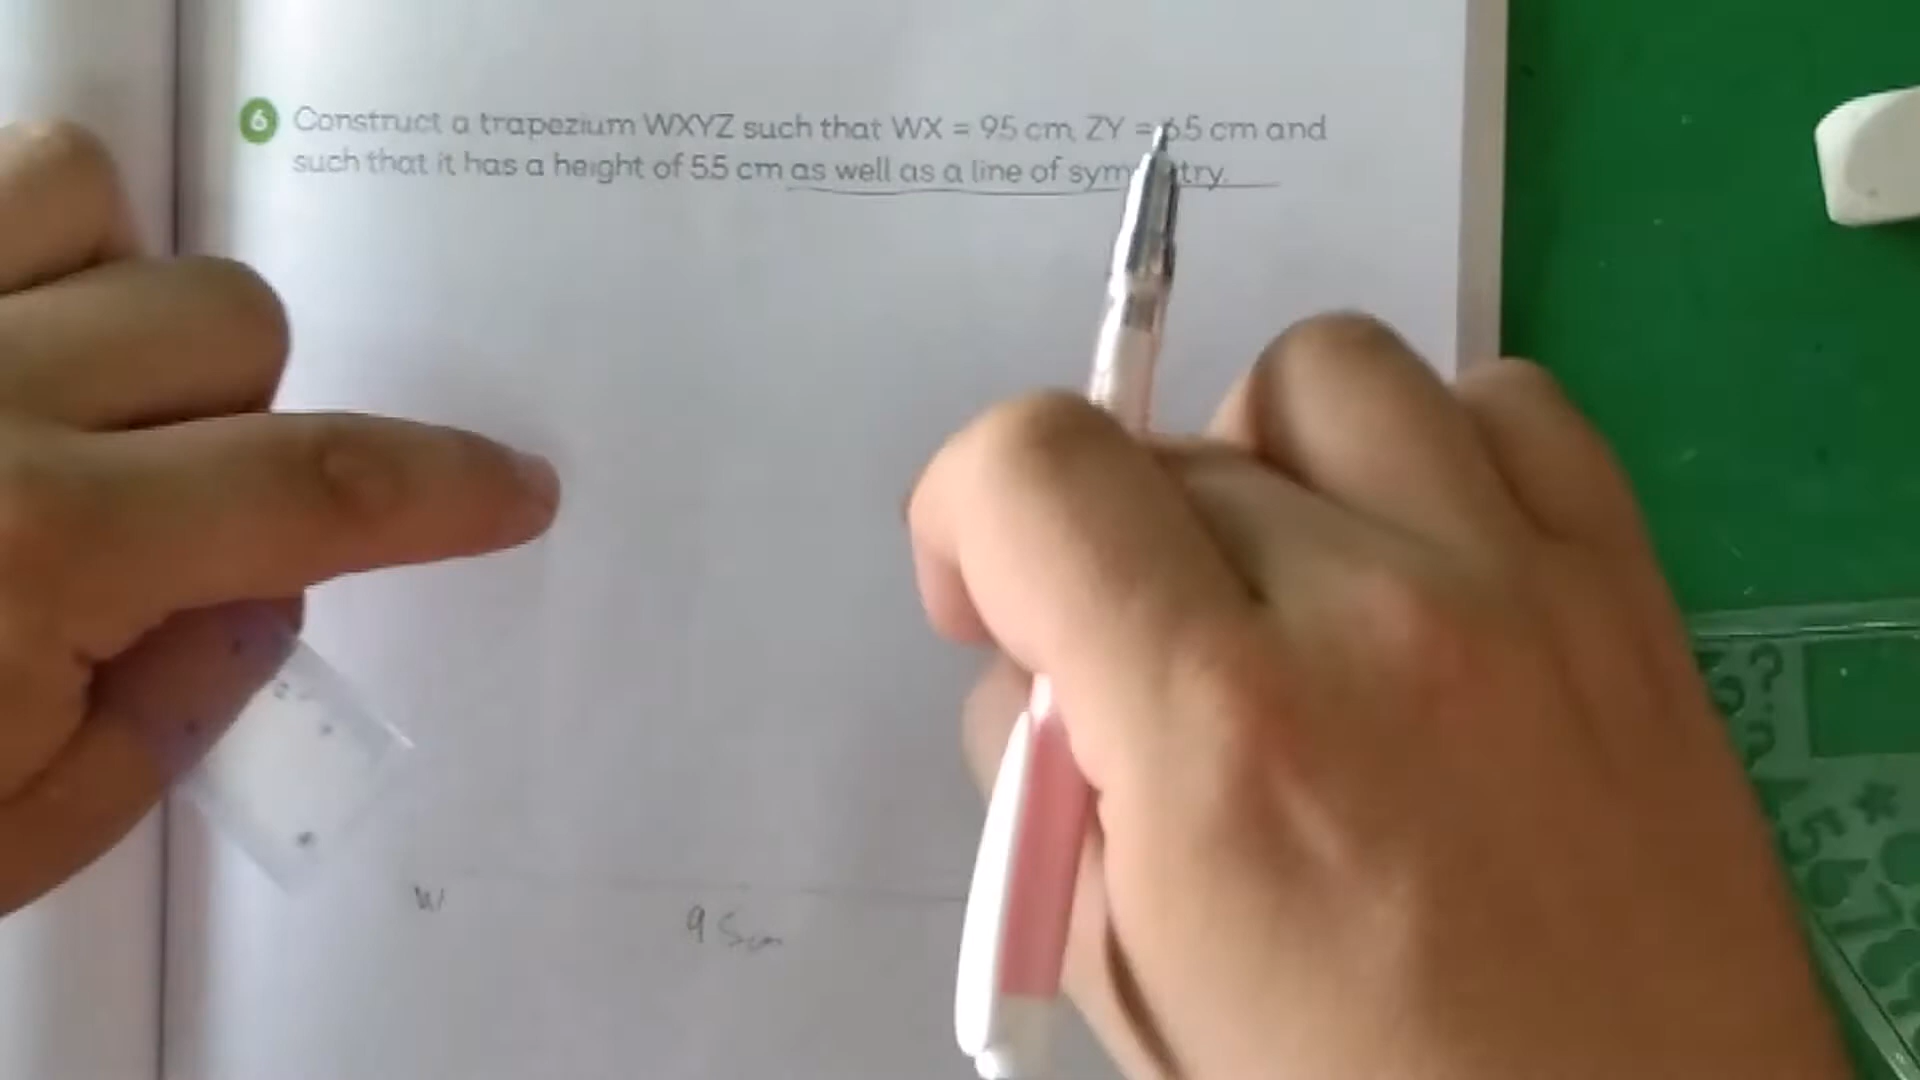 6 Construct a trapezium WXYZ such that WX = 9.5 cm, ZY = 6.5 cm and
such that it has a height of 5.5 cm as well as a line of symmetry.
W
9.5cm